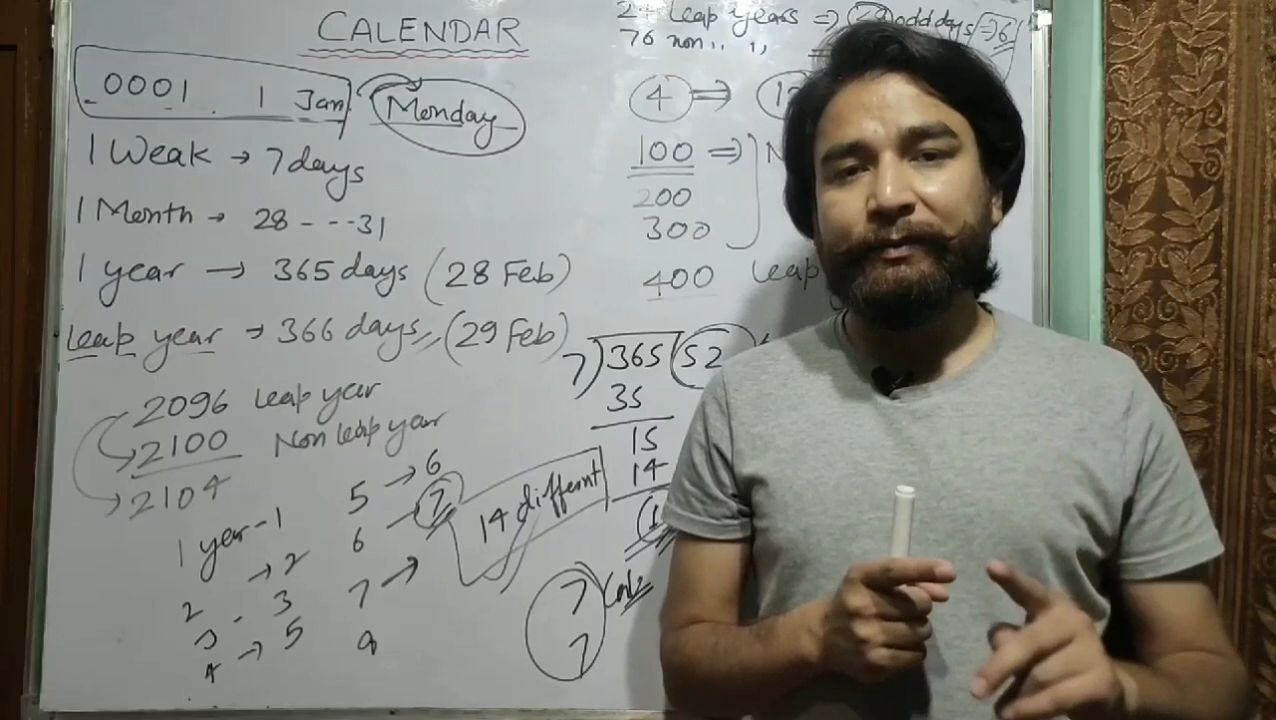 CALENDAR
0001 1 Jan Monday
1 Weak → 7 days
1 Month → 28 - - - 31
1 year → 365 days (28 Feb)
Leap year → 366 days, (29 Feb)
2096 leap year
2100 Non leap year
2104
1 year - 1
→ 2
2 - 3
3
4 → 5
5 → 6
6 - 7
7 →
14 different
leap years ⇒ odd days ⇒ 6
76 non ,, ,,
4 ⇒
100 ⇒
200
300
400 leap
7)365(52
35
15
14
1
7
7